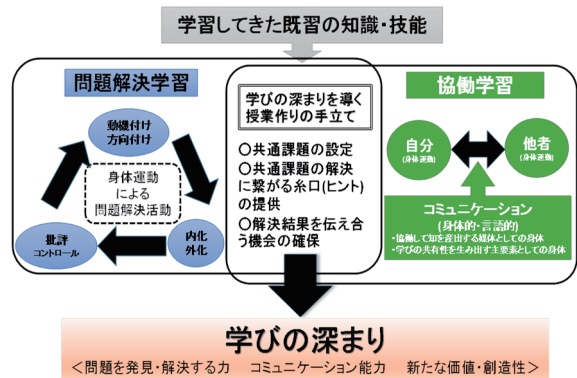 学習してきた既習の知識・技能
問題解決学習
動機付け
方向付け
身体運動
による
問題解決活動
批評
コントロール
内化
外化
学びの深まりを導く
授業作りの手立て
〇共通課題の設定
〇共通課題の解決
に繋がる糸口(ヒント)
の提供
〇解決結果を伝え合
う機会の確保
協働学習
自分
(身体運動)
他者
(身体運動)
コミュニケーション
(身体的・言語的)
・協働して知を産出する媒体としての身体
・学びの共有性を生み出す主要素としての身体
学びの深まり
＜問題を発見・解決する力　コミュニケーション能力　新たな価値・創造性＞